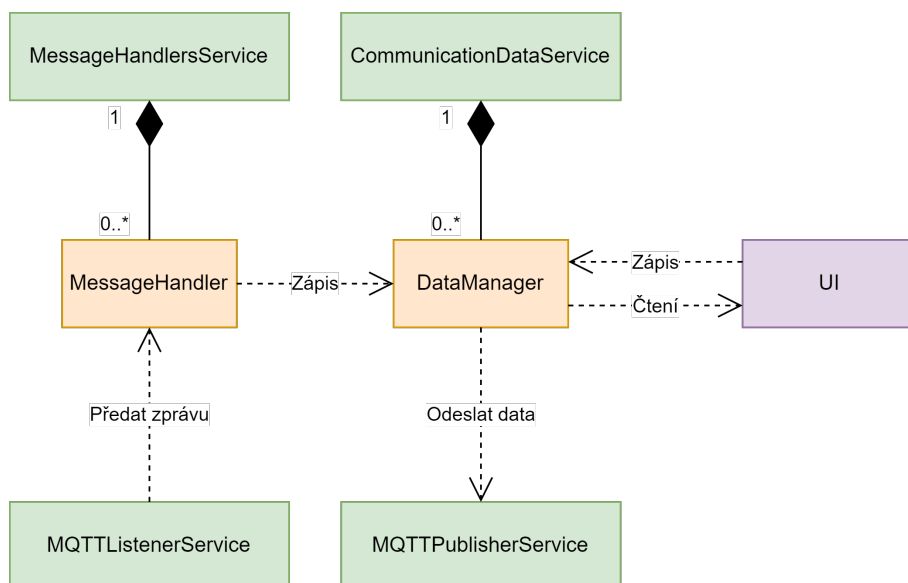 MessageHandlersService
CommunicationDataService
1
1
0..*
0..*
MessageHandler
Zápis
DataManager
Zápis
Čtení
UI
Předat zprávu
Odeslat data
MQTTListenerService
MQTTPublisherService